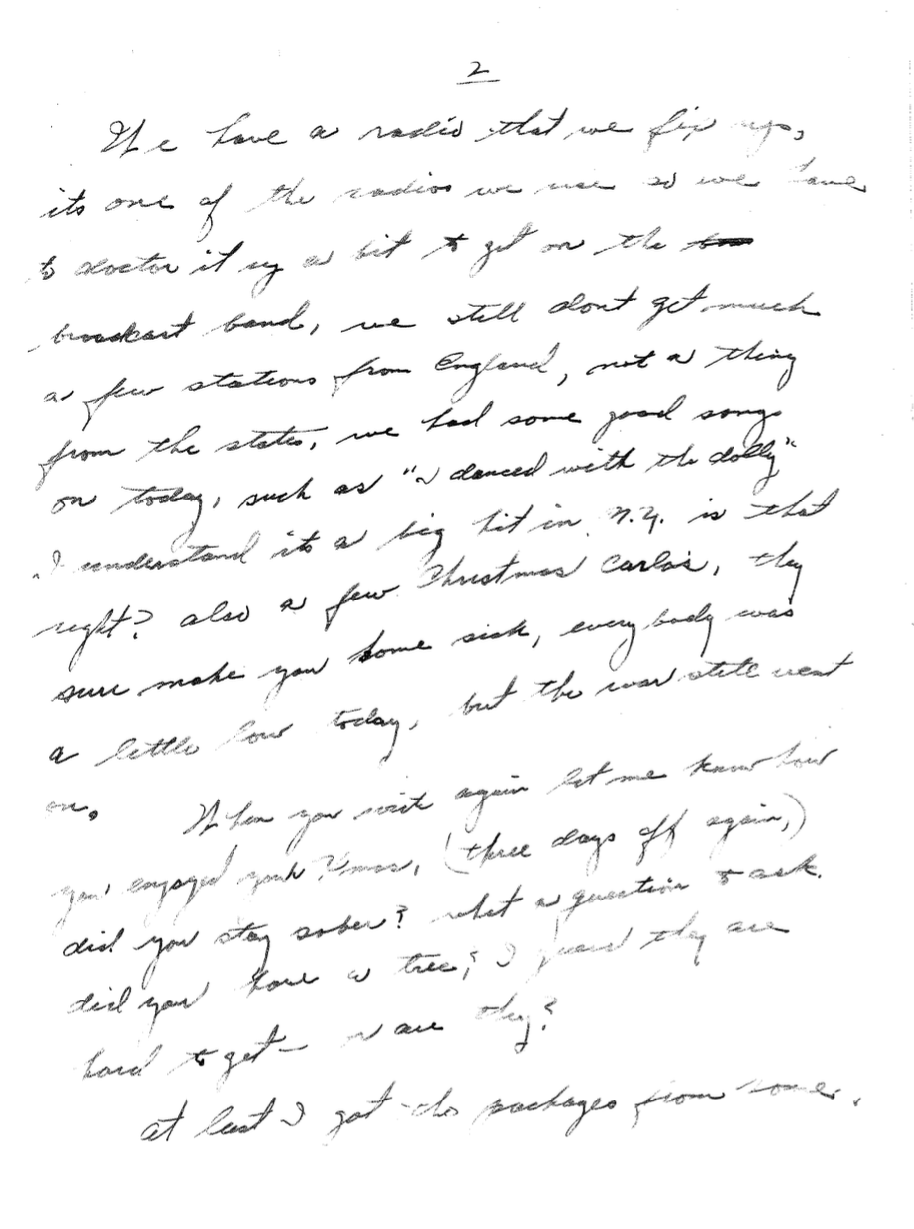 2
We have a radio that we fix up,
its one of the radios we use so we have
to doctor it up a bit to get on the
broadcast band, we still dont get much
a few stations from England, not a thing
from the states, we had some good songs
on today, such as "I danced with the dolly"
I understand its a big hit in N.Y. is that
right? also a few Christmas Carlos, they
sure make you home sick, every body was
a little low today, but the war still went
on. When you write again let me know how
you enjoyed your Xmas, (three days off again,)
did you stay sober? what a question to ask.
did you have a tree, I guess they are
hard to get - are they?
at last I got the packages from home.